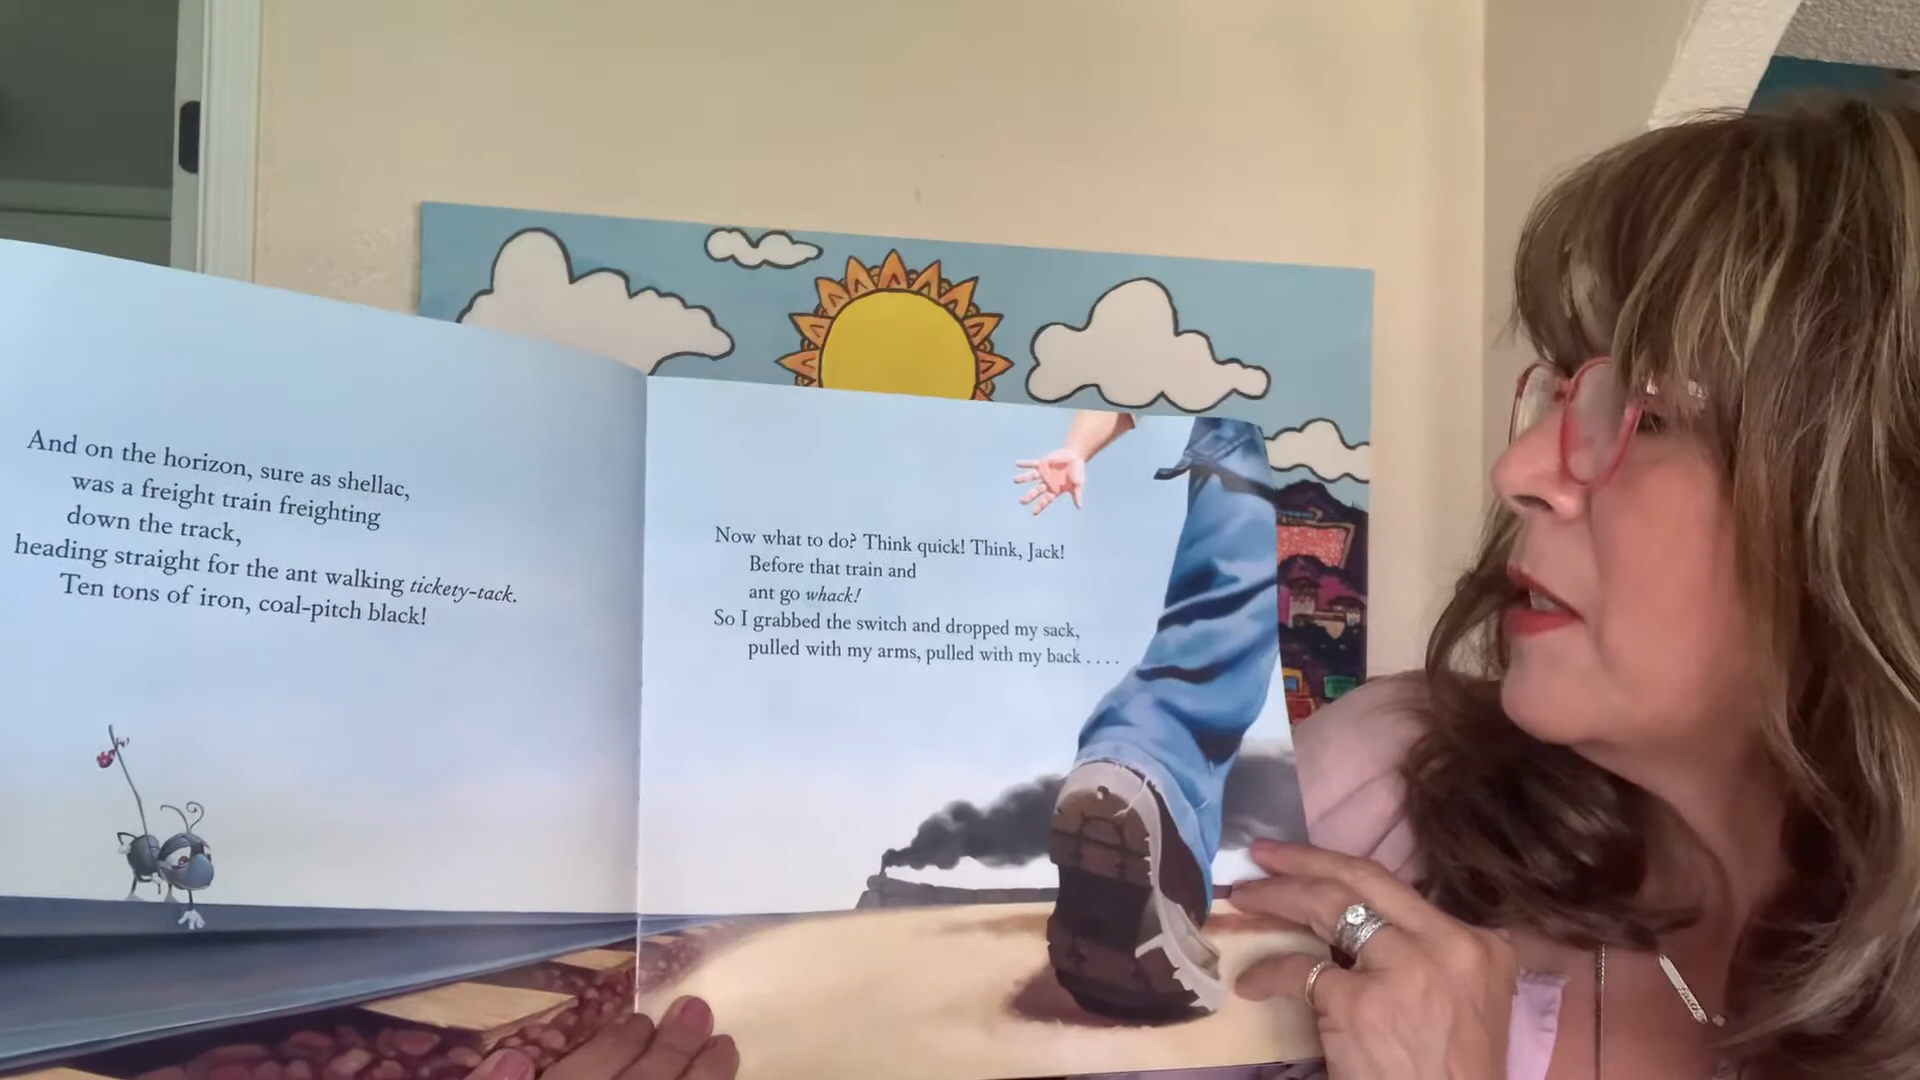 And on the horizon, sure as shellac,
was a freight train freighting
down the track,
heading straight for the ant walking tickety-tack.
Ten tons of iron, coal-pitch black!
Now what to do? Think quick! Think, Jack!
Before that train and
ant go whack!
So I grabbed the switch and dropped my sack,
pulled with my arms, pulled with my back . . . .